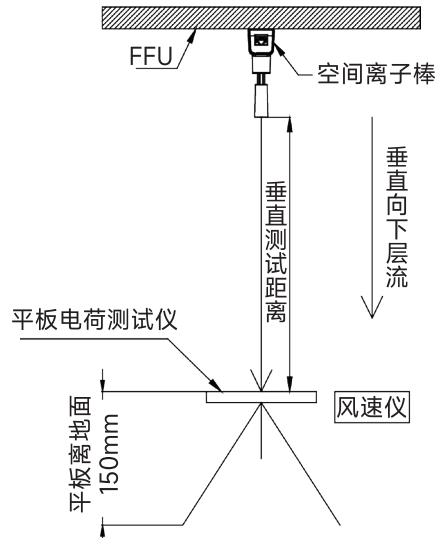 FFU
空间离子棒
垂直测试距离
垂直向下层流
平板电荷测试仪
风速仪
平板离地面
150mm